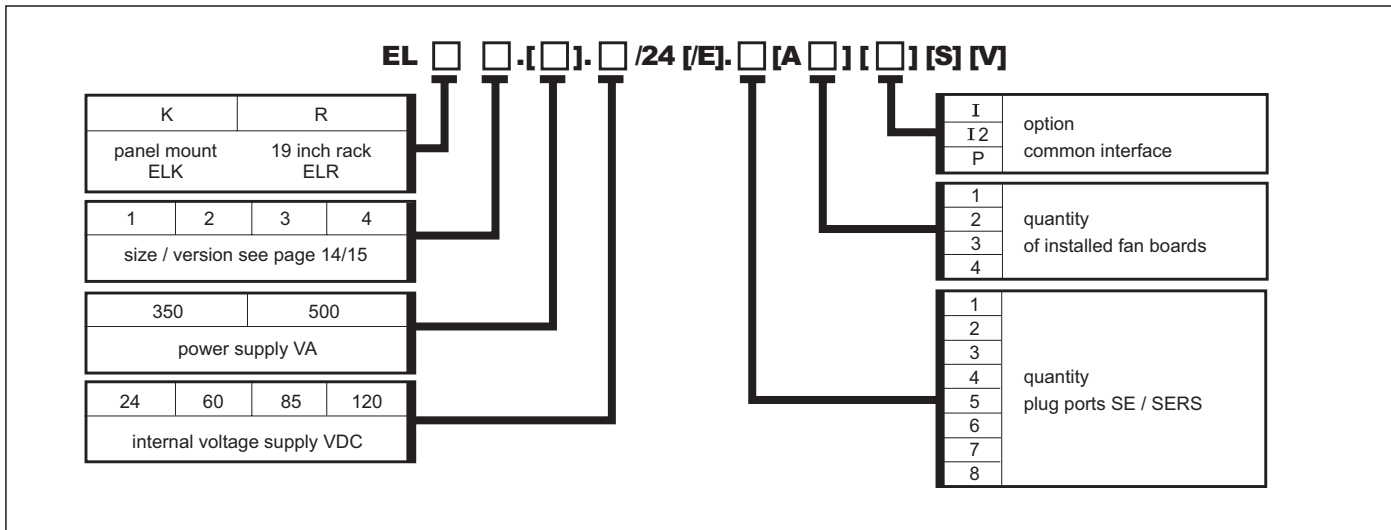 EL □ □.[□].□ /24 [/E].□ [A □] [□] [S] [V]
K R
panel mount 19 inch rack
ELK ELR
1 2 3 4
size / version see page 14/15
350 500
power supply VA
24 60 85 120
internal voltage supply VDC
I
I2
P
option
common interface
1
2
3
4
quantity
of installed fan boards
1
2
3
4
5
6
7
8
quantity
plug ports SE / SERS